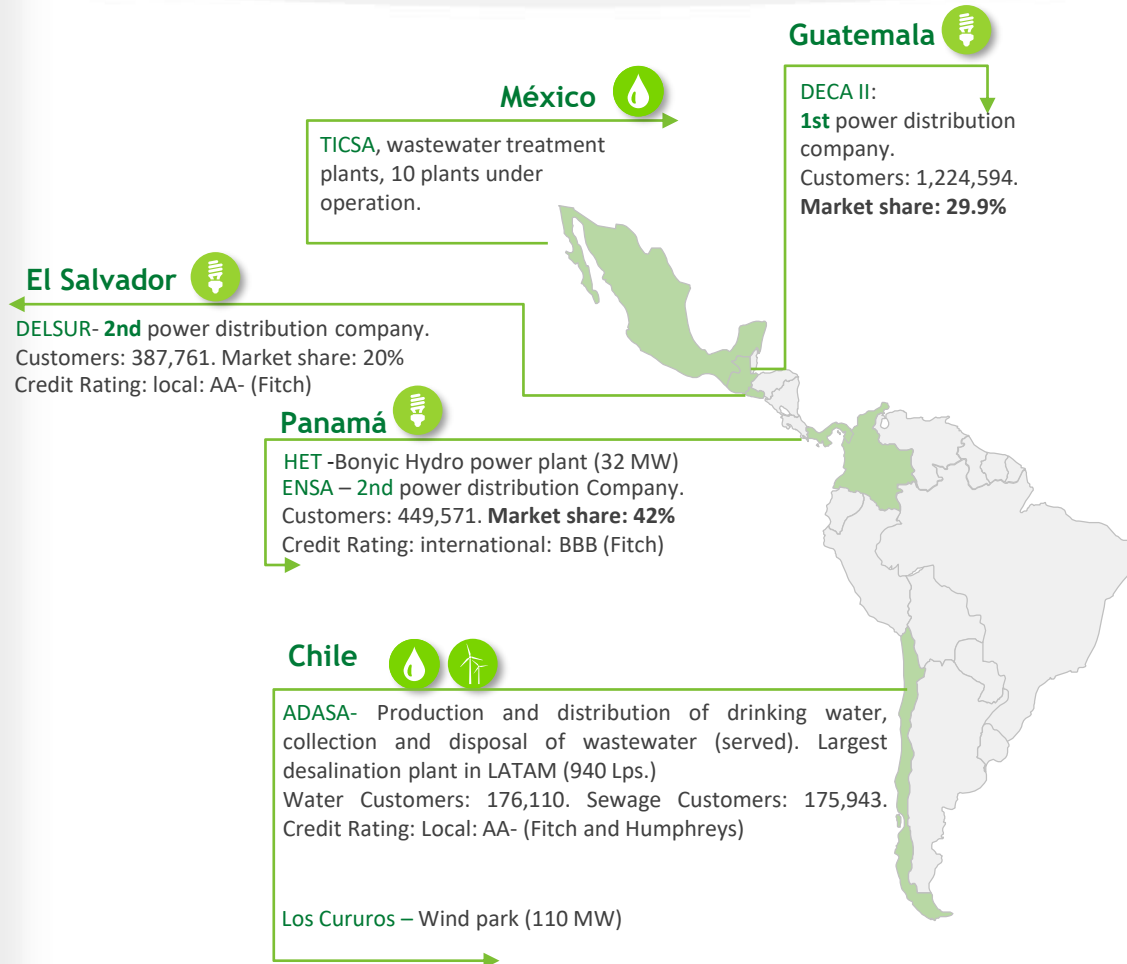 Guatemala
DECA II:
1st power distribution
company.
Customers: 1,224,594.
Market share: 29.9%
México
TICSA, wastewater treatment
plants, 10 plants under
operation.
El Salvador
DELSUR- 2nd power distribution company.
Customers: 387,761. Market share: 20%
Credit Rating: local: AA- (Fitch)
Panamá
HET -Bonyic Hydro power plant (32 MW)
ENSA – 2nd power distribution Company.
Customers: 449,571. Market share: 42%
Credit Rating: international: BBB (Fitch)
Chile
ADASA- Production and distribution of drinking water,
collection and disposal of wastewater (served). Largest
desalination plant in LATAM (940 Lps.)
Water Customers: 176,110. Sewage Customers: 175,943.
Credit Rating: Local: AA- (Fitch and Humphreys)
Los Cururos – Wind park (110 MW)